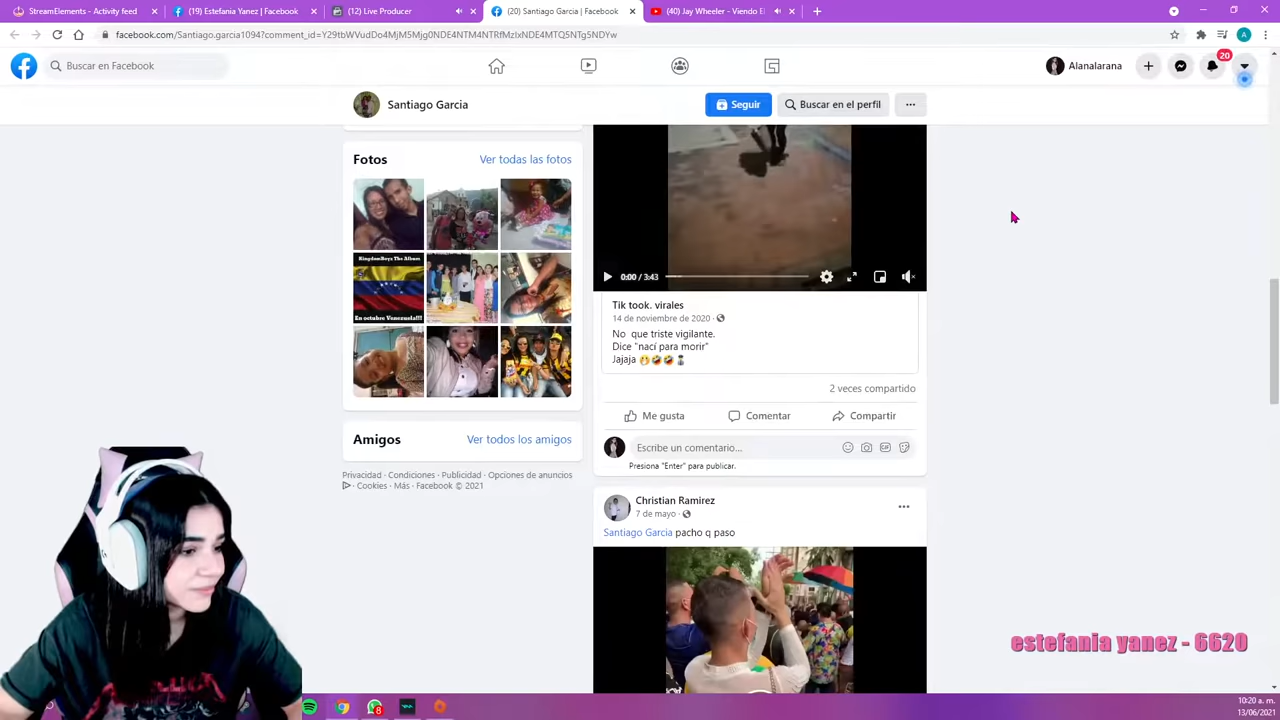 StreamElements - Activity feed
(19) Estefania Yanez | Facebook
(12) Live Producer
(20) Santiago Garcia | Facebook
(40) Jay Wheeler - Viendo El
facebook.com/Santiago.garcia1094?comment_id=Y29tbWVudDo4MjM5Mjg0NDE4NTM4NTRfMzIxNDE4MTQ5NTg5NDYw
A
Buscar en Facebook
Alanalarana
20
Santiago Garcia
Seguir
Buscar en el perfil
Fotos
Ver todas las fotos
KingdomBoyz The Album
En octubre Venezuela!!!
Amigos
Ver todos los amigos
Privacidad · Condiciones · Publicidad · Opciones de anuncios
· Cookies · Más · Facebook © 2021
0:00 / 3:43
Tik took. virales
14 de noviembre de 2020 ·
No que triste vigilante.
Dice "nací para morir"
Jajaja 🤭🤣🤣🕴
2 veces compartido
Me gusta
Comentar
Compartir
Escribe un comentario...
Presiona "Enter" para publicar.
Christian Ramirez
7 de mayo ·
Santiago Garcia pacho q paso
estefania yanez - 6620
8
10:20 a. m.
13/06/2021